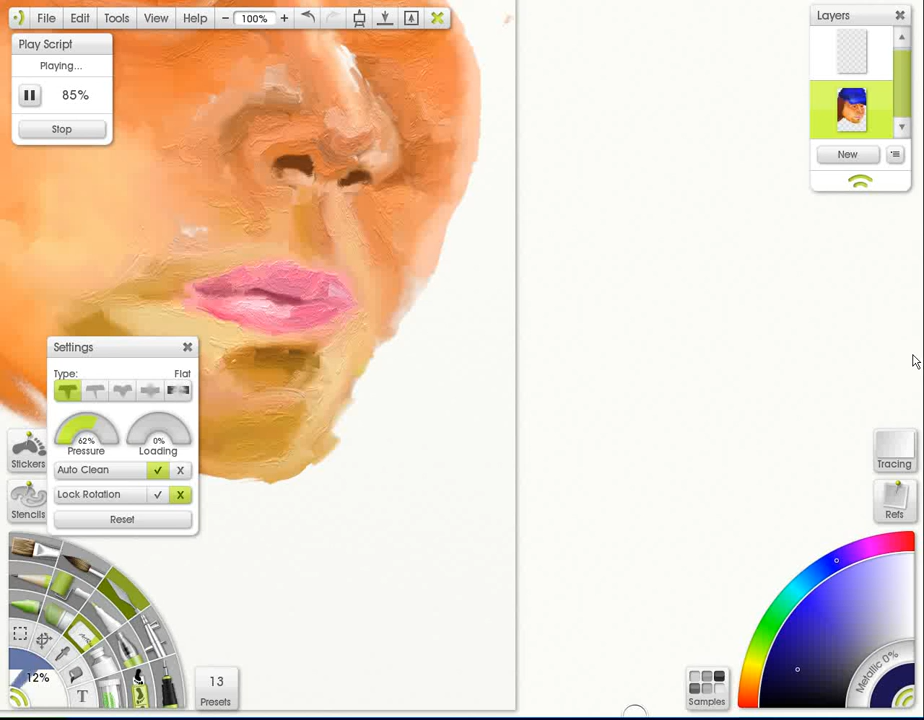 File Edit Tools View Help − 100% +
Play Script
Playing...
85%
Stop
Layers
New
Settings
Type: Flat
62%
Pressure
0%
Loading
Auto Clean
Lock Rotation
Reset
Stickers
Stencils
12%
T
13
Presets
Tracing
Refs
Samples
Metallic 0%